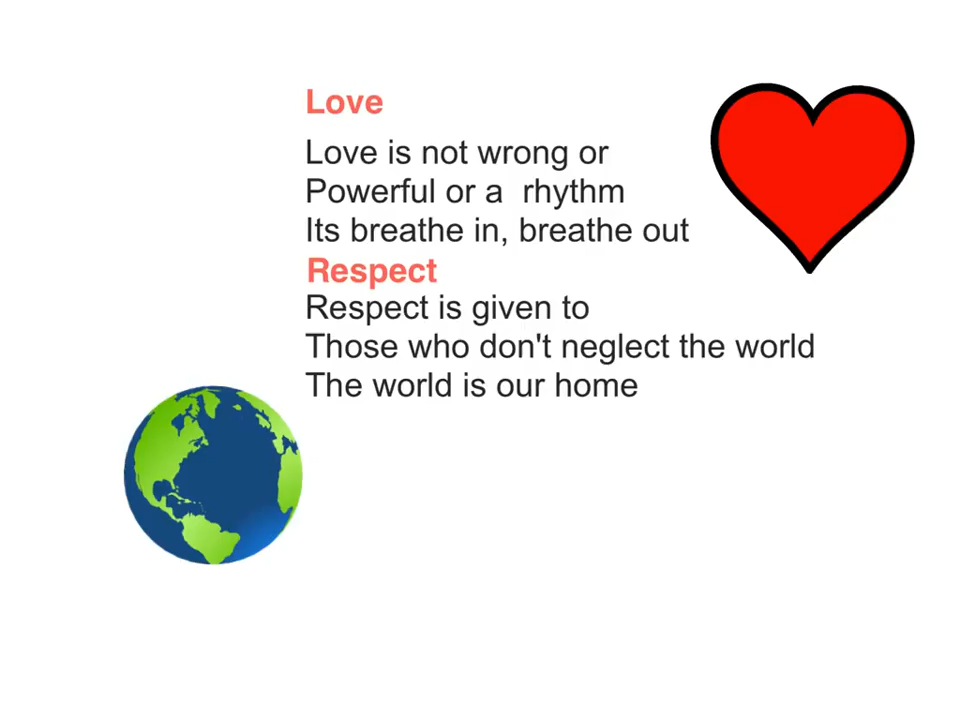 Love
Love is not wrong or
Powerful or a  rhythm
Its breathe in, breathe out
Respect
Respect is given to
Those who don't neglect the world
The world is our home